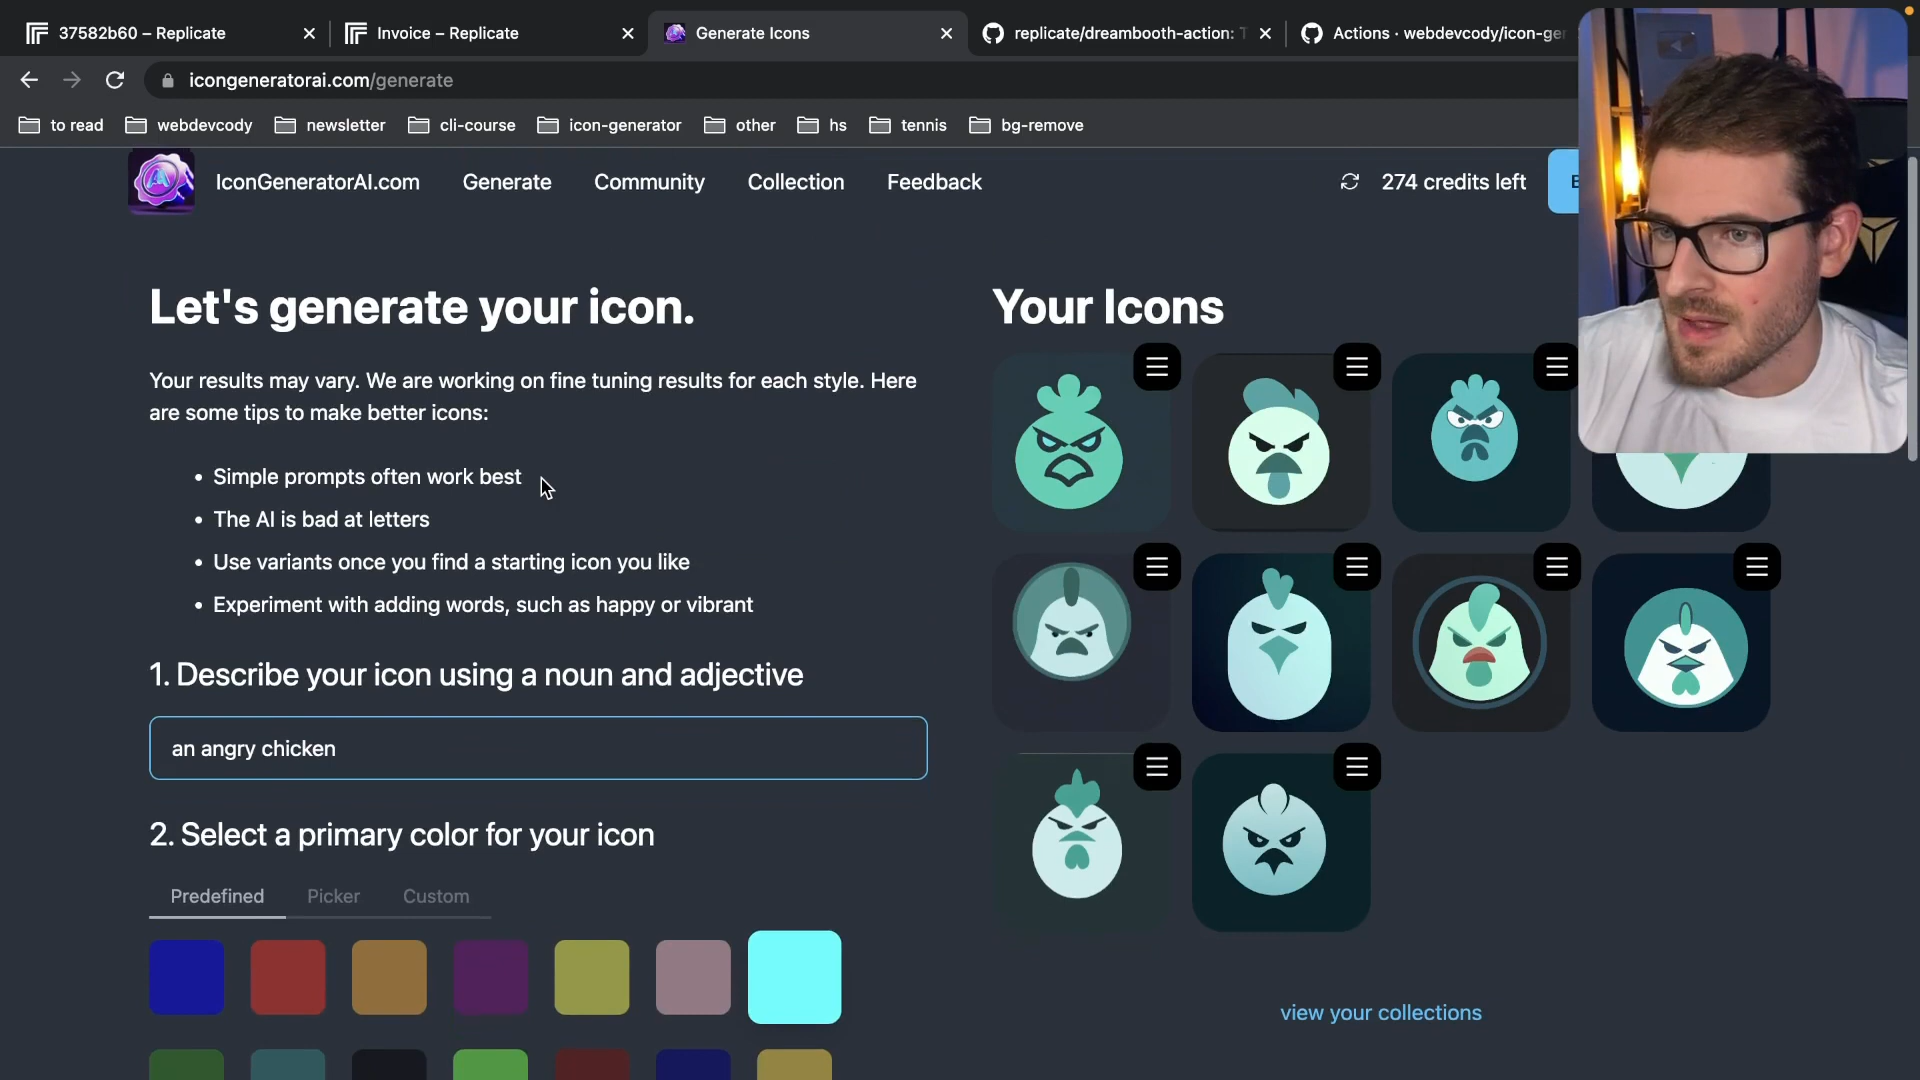 37582b60 – Replicate
Invoice – Replicate
Generate Icons
replicate/dreambooth-action:
Actions · webdevcody/icon-ge
icongeneratorai.com/generate
to read
webdevcody
newsletter
cli-course
icon-generator
other
hs
tennis
bg-remove
IconGeneratorAI.com
Generate
Community
Collection
Feedback
274 credits left
Let's generate your icon.
Your Icons
Your results may vary. We are working on fine tuning results for each style. Here
are some tips to make better icons:
• Simple prompts often work best
• The AI is bad at letters
• Use variants once you find a starting icon you like
• Experiment with adding words, such as happy or vibrant
1. Describe your icon using a noun and adjective
an angry chicken
2. Select a primary color for your icon
Predefined
Picker
Custom
view your collections